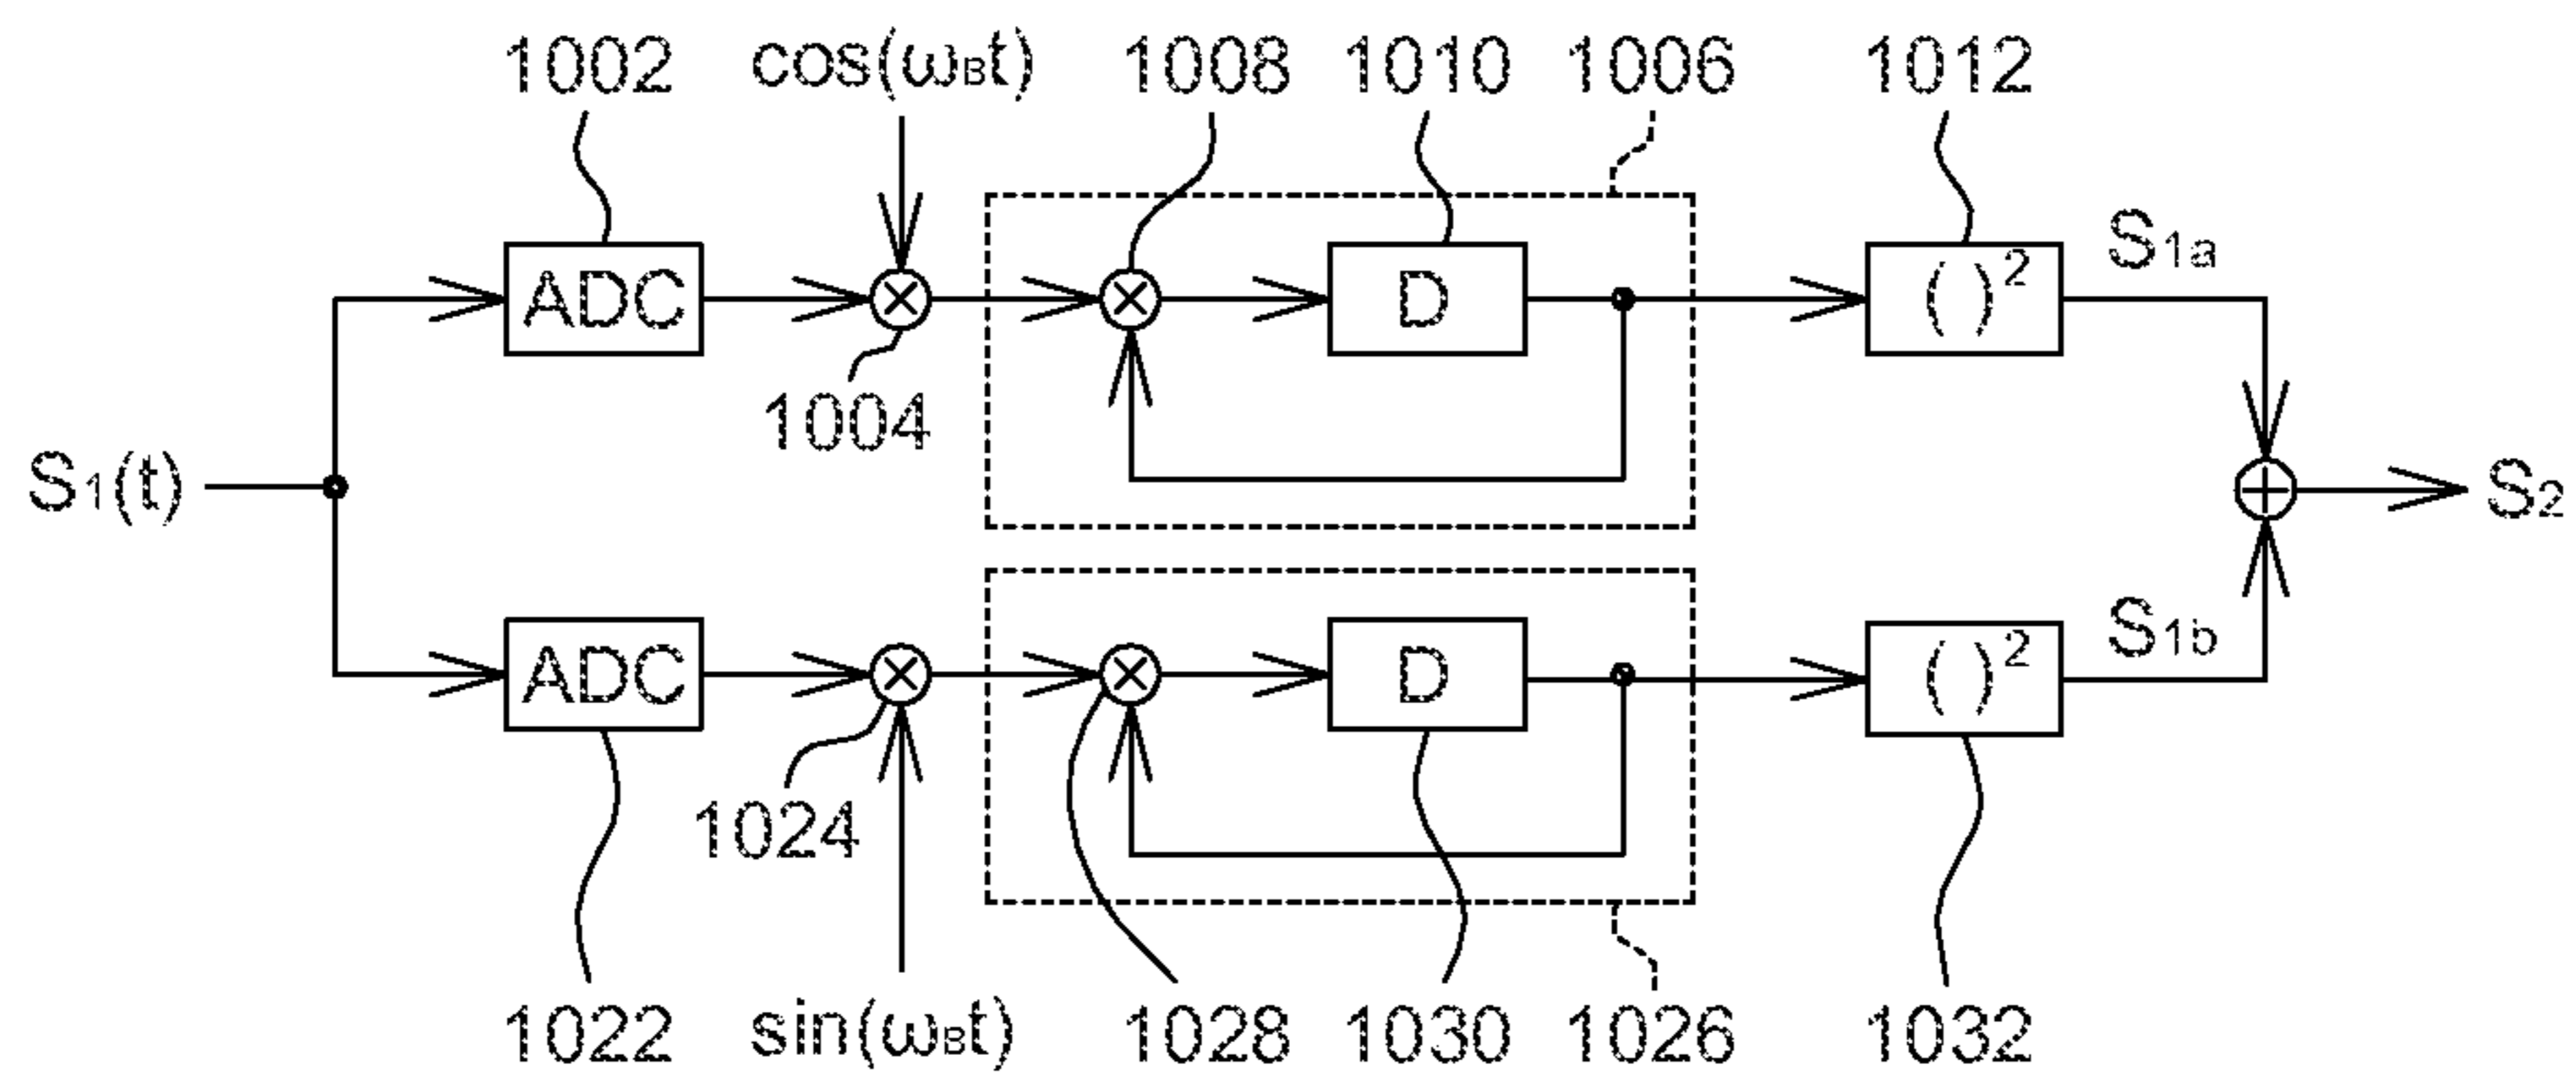 1002 cos(ωBt) 1008 1010 1006 1012
ADC D ( )2 S1a
1004
S1(t) S2
ADC D ( )2 S1b
1024
1022 sin(ωBt) 1028 1030 1026 1032